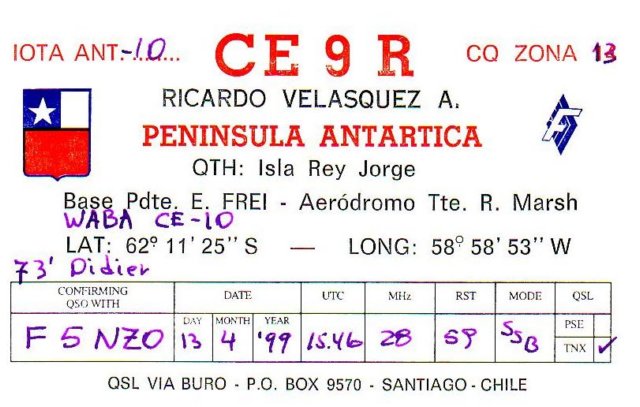 IOTA ANT.-10....... CE9R CQ ZONA 13
RICARDO VELASQUEZ A.
PENINSULA ANTARTICA
QTH: Isla Rey Jorge
Base Pdte. E. FREI - Aeródromo Tte. R. Marsh
WABA CE-10
LAT: 62° 11' 25" S — LONG: 58° 58' 53" W
73' Didier
CONFIRMING QSO WITH DATE UTC MHz RST MODE QSL
DAY MONTH YEAR PSE
F5NZO 13 4 '99 15.46 28 59 SSB TNX ✓
QSL VIA BURO - P.O. BOX 9570 - SANTIAGO - CHILE